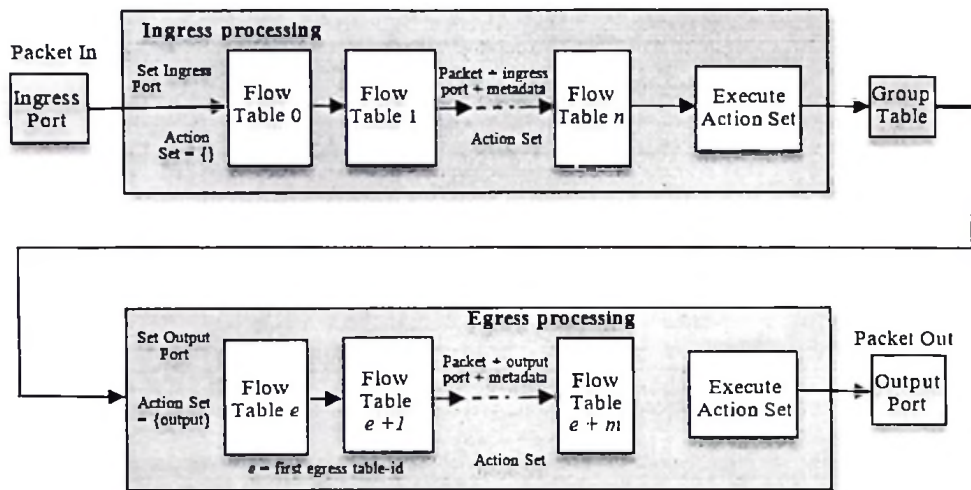 Ingress processing
Packet In
Ingress
Port
Set Ingress
Port
Action
Set = {}
Flow
Table 0
Flow
Table 1
Packet + ingress
port + metadata
Action Set
Flow
Table n
Execute
Action Set
Group
Table
Egress processing
Set Output
Port
Action Set
= {output}
Flow
Table e
Flow
Table
e +1
Packet + output
port + metadata
Action Set
Flow
Table
e + m
Execute
Action Set
Packet Out
Output
Port
e = first egress table-id